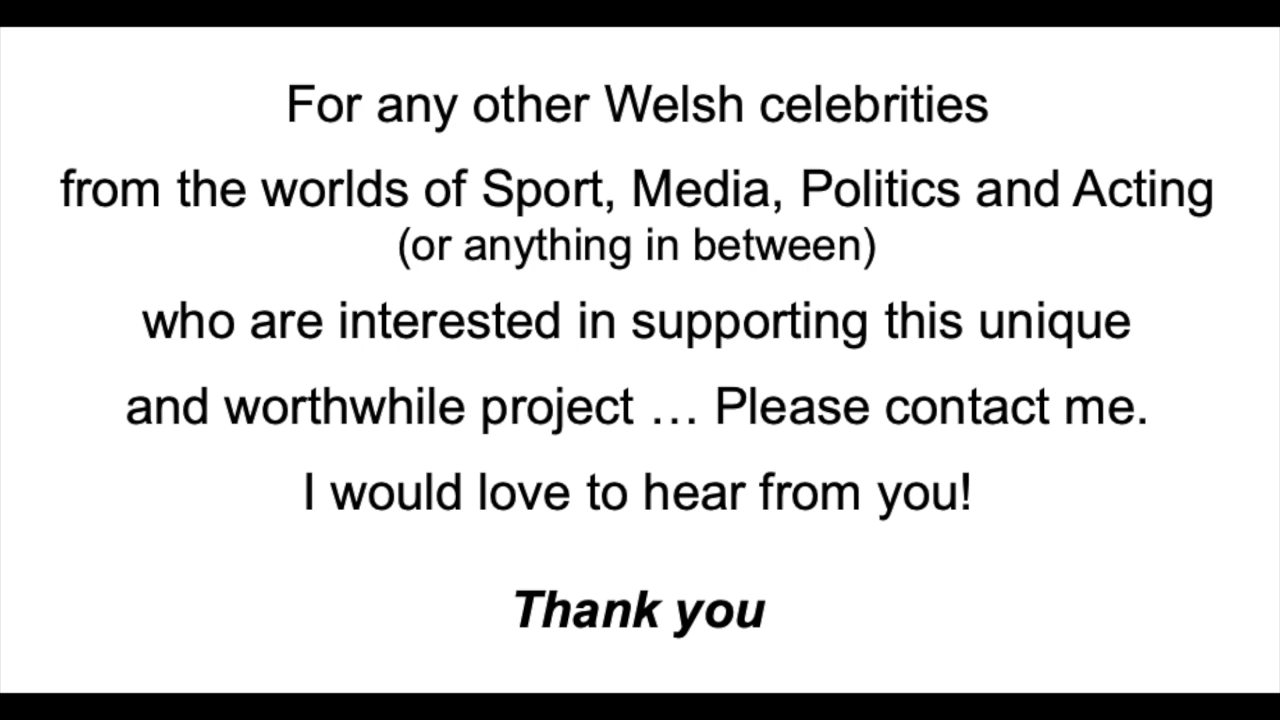 For any other Welsh celebrities
from the worlds of Sport, Media, Politics and Acting
(or anything in between)
who are interested in supporting this unique
and worthwhile project … Please contact me.
I would love to hear from you!
Thank you